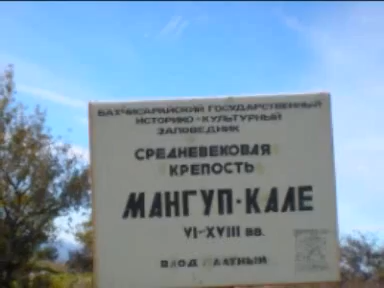 БАХЧИСАРАЙСКИЙ ГОСУДАРСТВЕННЫЙ
ИСТОРИКО-КУЛЬТУРНЫЙ
ЗАПОВЕДНИК
СРЕДНЕВЕКОВАЯ
КРЕПОСТЬ
МАНГУП-КАЛЕ
VI-XVIII вв.
ВХОД ПЛАТНЫЙ